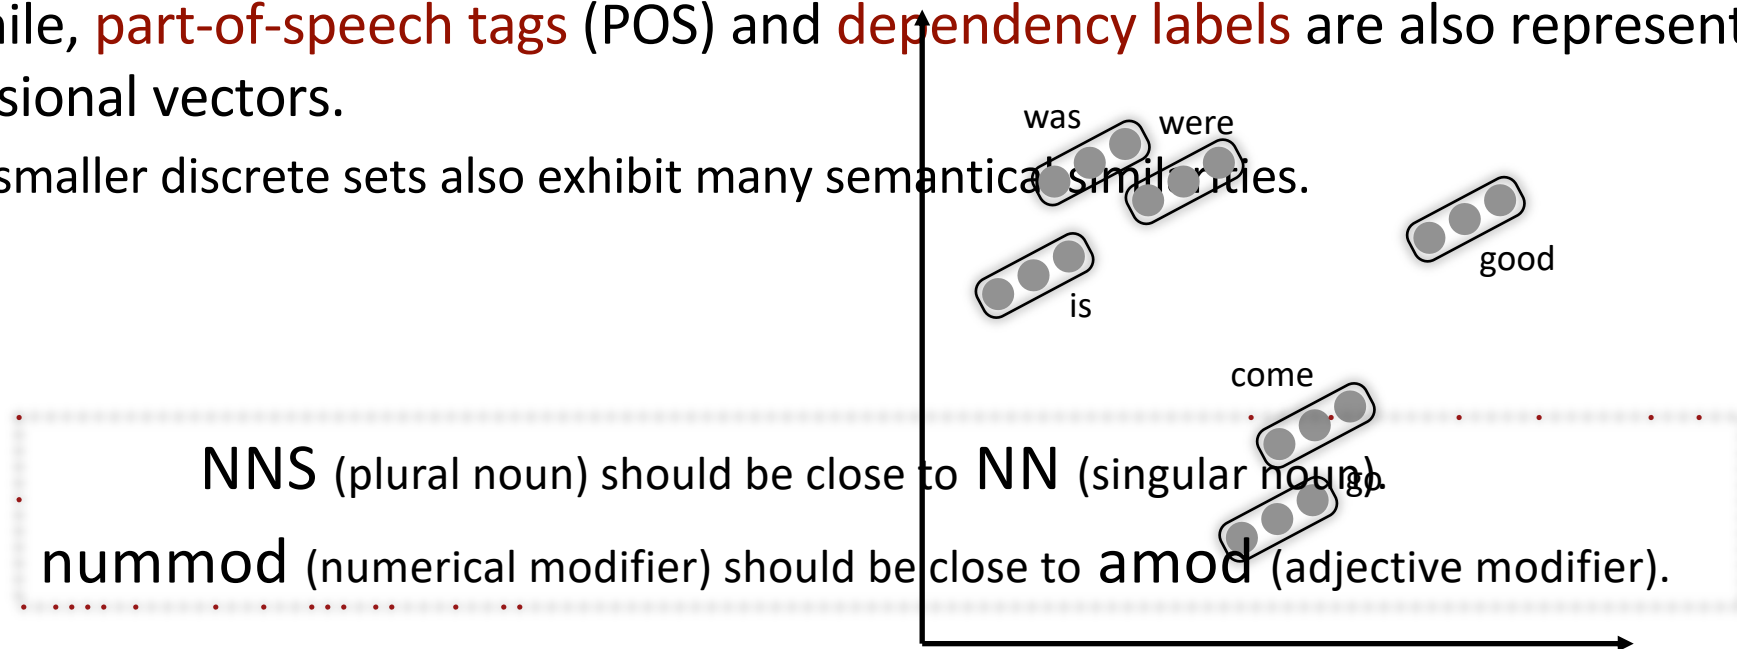 ile, part-of-speech tags (POS) and dependency labels are also represent
sional vectors.
was were
smaller discrete sets also exhibit many semantical similarities.
good
is
come
NNS (plural noun) should be close to NN (singular noun).
go
nummod (numerical modifier) should be close to amod (adjective modifier).